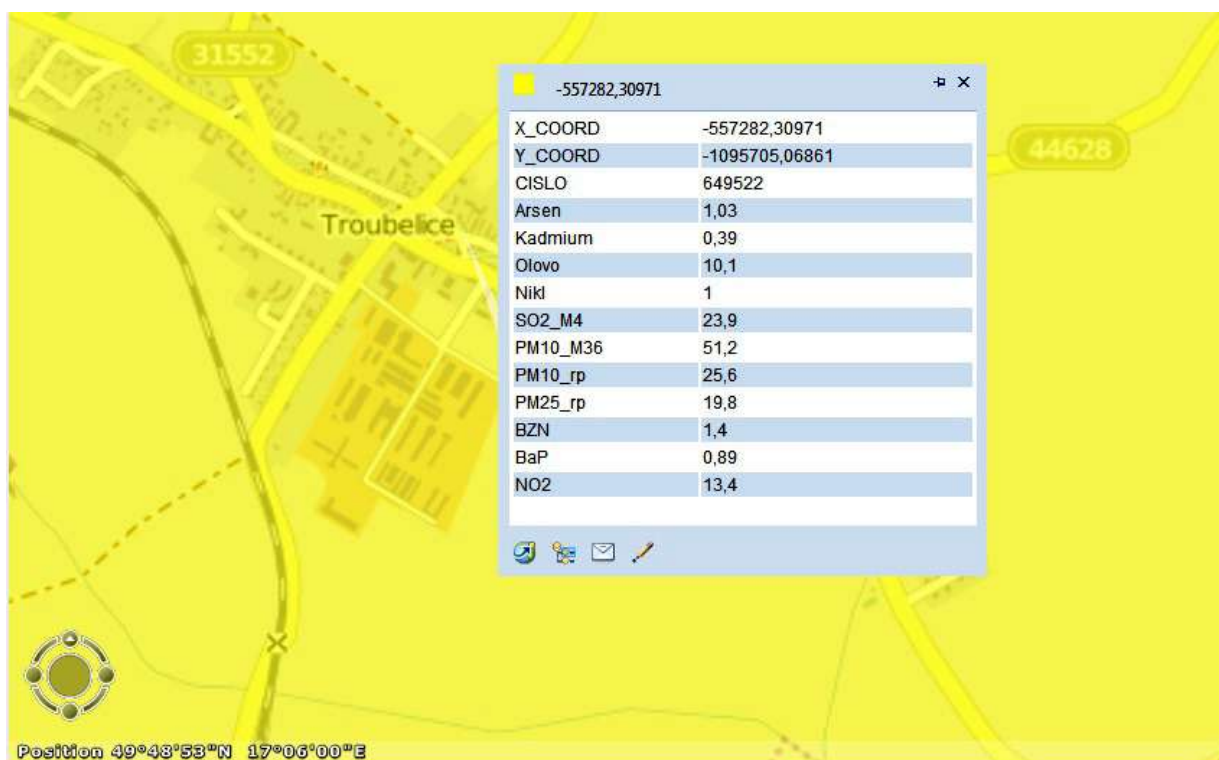 31552
-557282,30971
X_COORD -557282,30971
Y_COORD -1095705,06861
44628
CISLO 649522
Arsen 1,03
Troubelice
Kadmium 0,39
Olovo 10,1
Nikl 1
SO2_M4 23,9
PM10_M36 51,2
PM10_rp 25,6
PM25_rp 19,8
BZN 1,4
BaP 0,89
NO2 13,4
Position 49°48'53"N 17°06'00"E